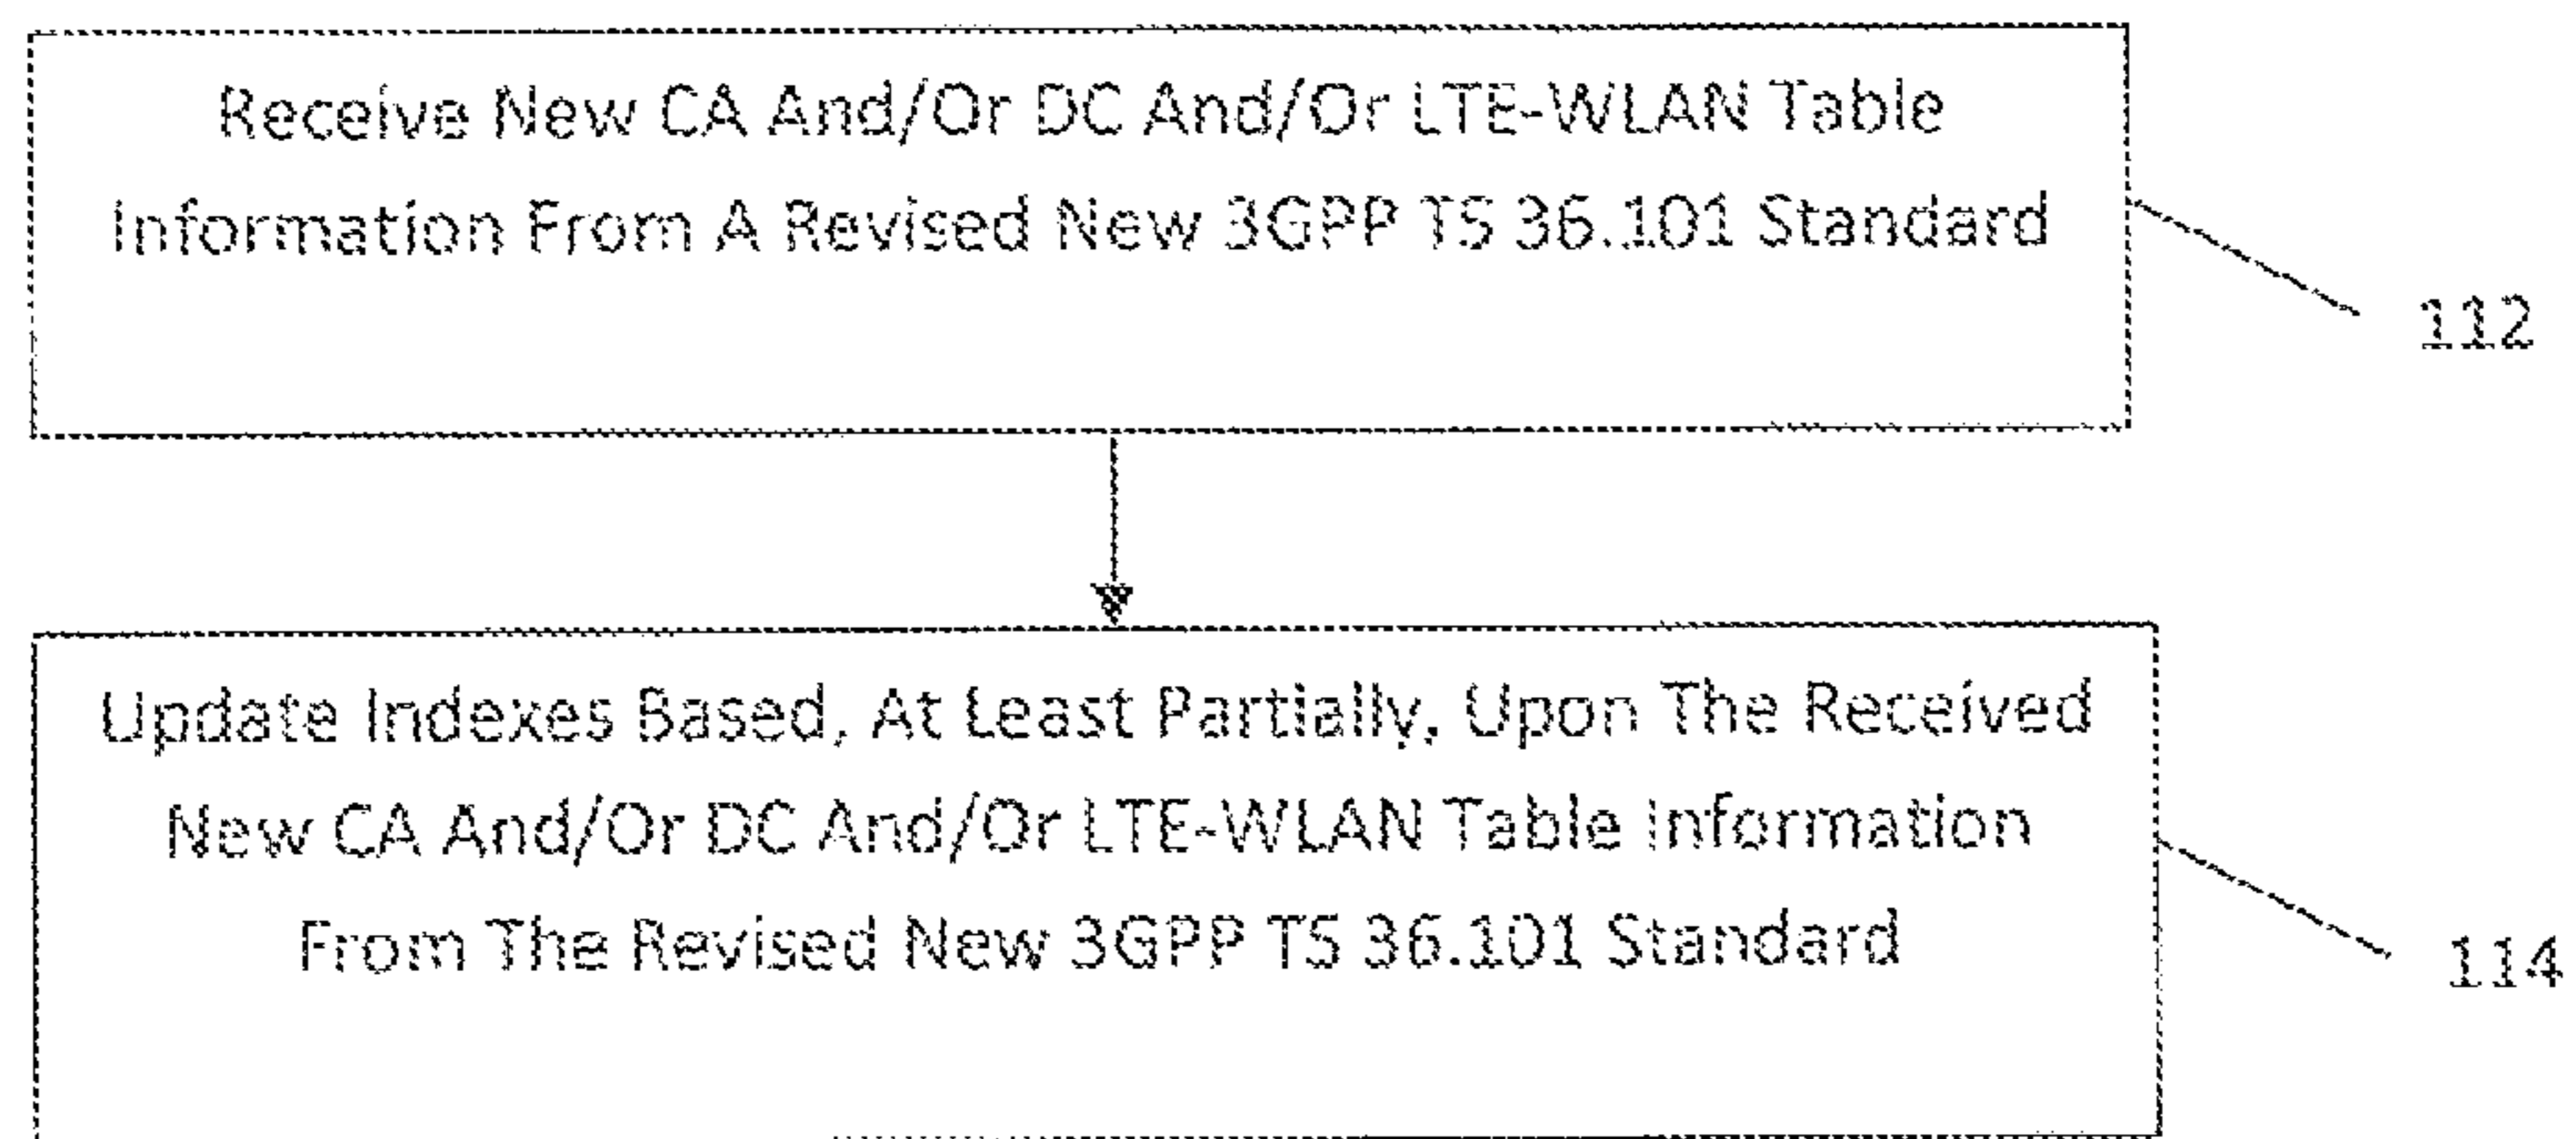 Receive New CA And/Or DC And/Or LTE-WLAN Table
Information From A Revised New 3GPP TS 36.101 Standard
112
Update Indexes Based, At Least Partially, Upon The Received
New CA And/Or DC And/Or LTE-WLAN Table Information
From The Revised New 3GPP TS 36.101 Standard
114